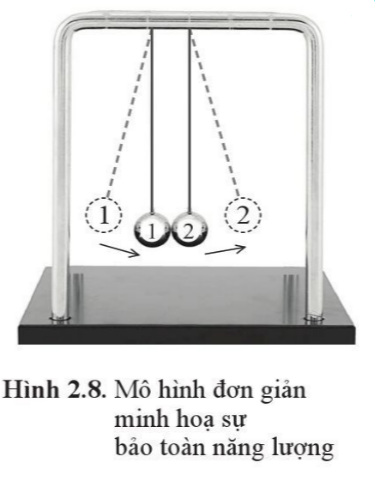 1 2
1 2
Hình 2.8. Mô hình đơn giản
minh hoạ sự
bảo toàn năng lượng